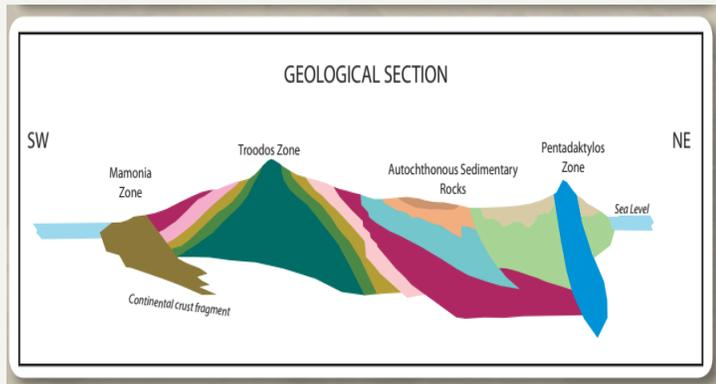 GEOLOGICAL SECTION
SW
NE
Troodos Zone
Pentadaktylos
Zone
Mamonia
Zone
Autochthonous Sedimentary
Rocks
Sea Level
Continental crust fragment